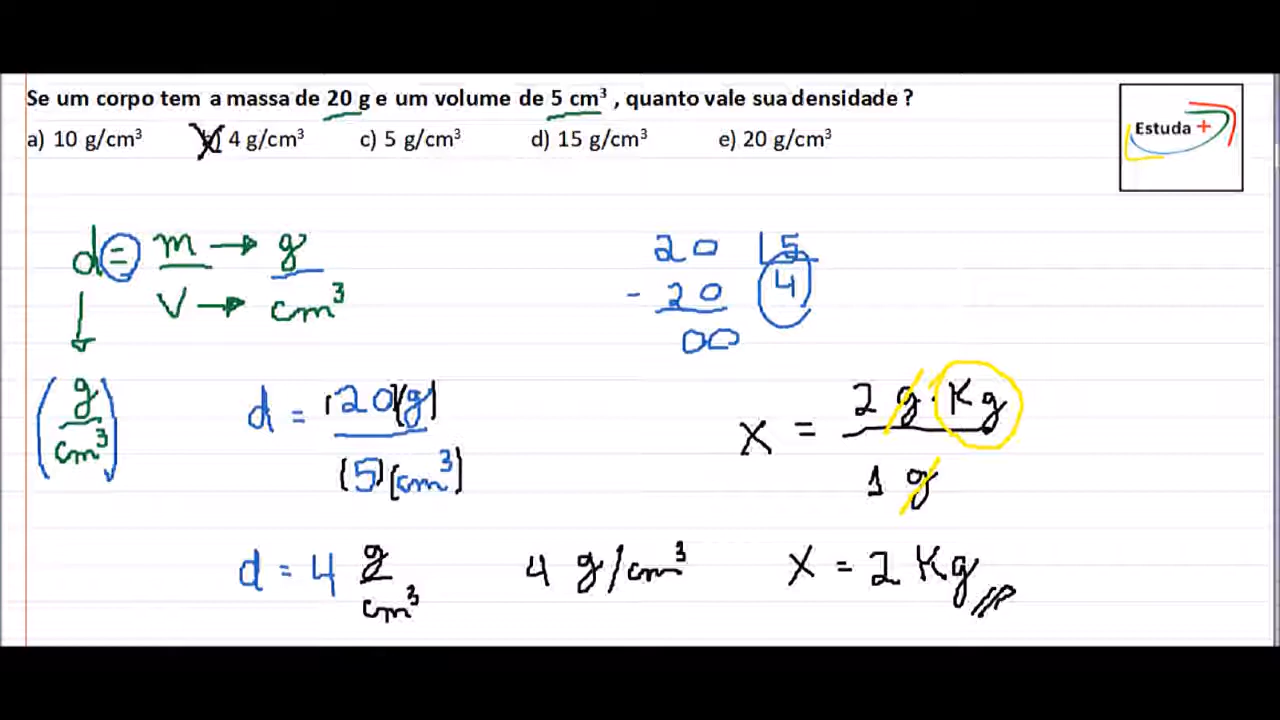 Se um corpo tem a massa de 20 g e um volume de 5 cm³ , quanto vale sua densidade ?
a) 10 g/cm³ 4 g/cm³ c) 5 g/cm³ d) 15 g/cm³ e) 20 g/cm³
Estuda +
d = m → g
V → cm³
g
cm³
20 5
- 20 4
00
d = (20)(g)
(5)(cm³)
x = 2 g . Kg
1 g
d = 4 g
cm³
4 g/cm³
x = 2 Kg